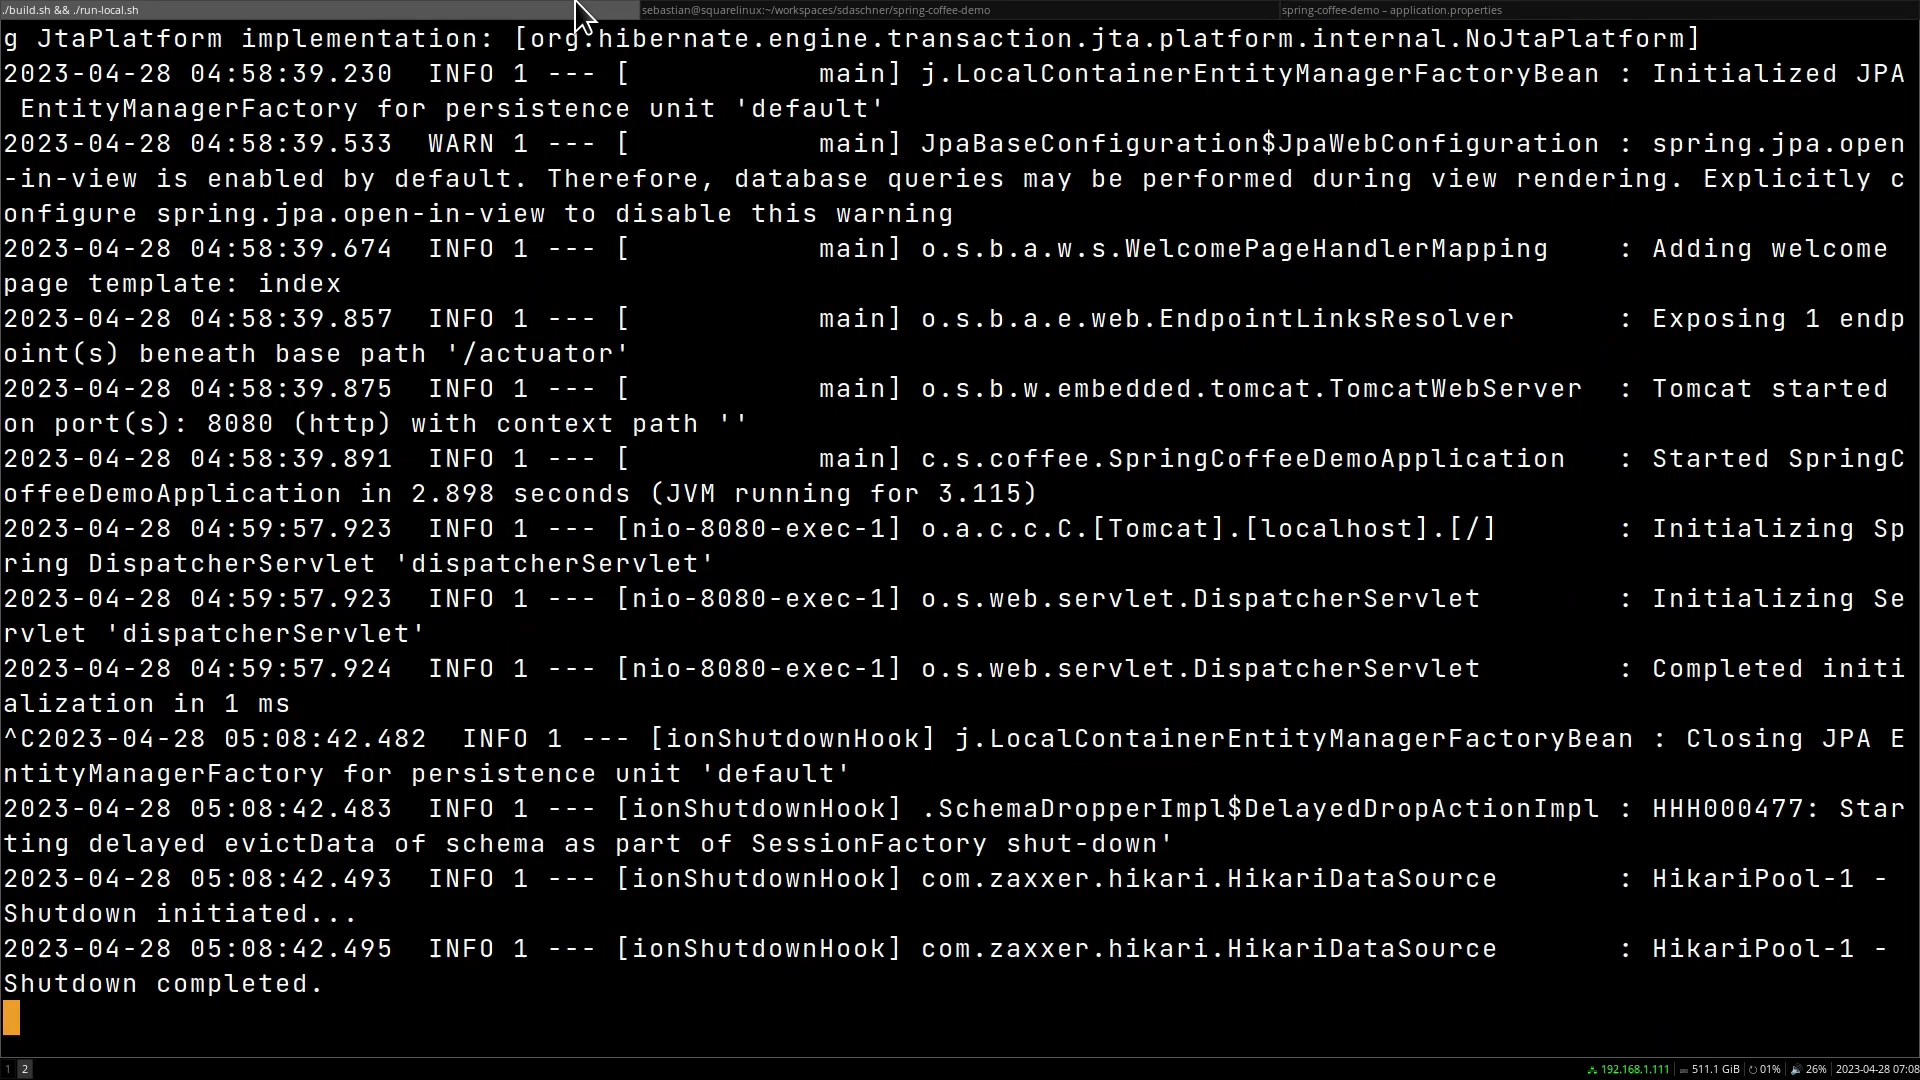 ./build.sh && ./run-local.sh
sebastian@squarelinux:~/workspaces/sdaschner/spring-coffee-demo
spring-coffee-demo – application.properties
g JtaPlatform implementation: [org.hibernate.engine.transaction.jta.platform.internal.NoJtaPlatform]
2023-04-28 04:58:39.230  INFO 1 --- [           main] j.LocalContainerEntityManagerFactoryBean : Initialized JPA
 EntityManagerFactory for persistence unit 'default'
2023-04-28 04:58:39.533  WARN 1 --- [           main] JpaBaseConfiguration$JpaWebConfiguration : spring.jpa.open
-in-view is enabled by default. Therefore, database queries may be performed during view rendering. Explicitly c
onfigure spring.jpa.open-in-view to disable this warning
2023-04-28 04:58:39.674  INFO 1 --- [           main] o.s.b.a.w.s.WelcomePageHandlerMapping    : Adding welcome
page template: index
2023-04-28 04:58:39.857  INFO 1 --- [           main] o.s.b.a.e.web.EndpointLinksResolver      : Exposing 1 endp
oint(s) beneath base path '/actuator'
2023-04-28 04:58:39.875  INFO 1 --- [           main] o.s.b.w.embedded.tomcat.TomcatWebServer  : Tomcat started
on port(s): 8080 (http) with context path ''
2023-04-28 04:58:39.891  INFO 1 --- [           main] c.s.coffee.SpringCoffeeDemoApplication   : Started SpringC
offeeDemoApplication in 2.898 seconds (JVM running for 3.115)
2023-04-28 04:59:57.923  INFO 1 --- [nio-8080-exec-1] o.a.c.c.C.[Tomcat].[localhost].[/]       : Initializing Sp
ring DispatcherServlet 'dispatcherServlet'
2023-04-28 04:59:57.923  INFO 1 --- [nio-8080-exec-1] o.s.web.servlet.DispatcherServlet        : Initializing Se
rvlet 'dispatcherServlet'
2023-04-28 04:59:57.924  INFO 1 --- [nio-8080-exec-1] o.s.web.servlet.DispatcherServlet        : Completed initi
alization in 1 ms
^C2023-04-28 05:08:42.482  INFO 1 --- [ionShutdownHook] j.LocalContainerEntityManagerFactoryBean : Closing JPA E
ntityManagerFactory for persistence unit 'default'
2023-04-28 05:08:42.483  INFO 1 --- [ionShutdownHook] .SchemaDropperImpl$DelayedDropActionImpl : HHH000477: Star
ting delayed evictData of schema as part of SessionFactory shut-down'
2023-04-28 05:08:42.493  INFO 1 --- [ionShutdownHook] com.zaxxer.hikari.HikariDataSource       : HikariPool-1 -
Shutdown initiated...
2023-04-28 05:08:42.495  INFO 1 --- [ionShutdownHook] com.zaxxer.hikari.HikariDataSource       : HikariPool-1 -
Shutdown completed.
1 2
192.168.1.111 | 511.1 GiB | 01% | 26% | 2023-04-28 07:08